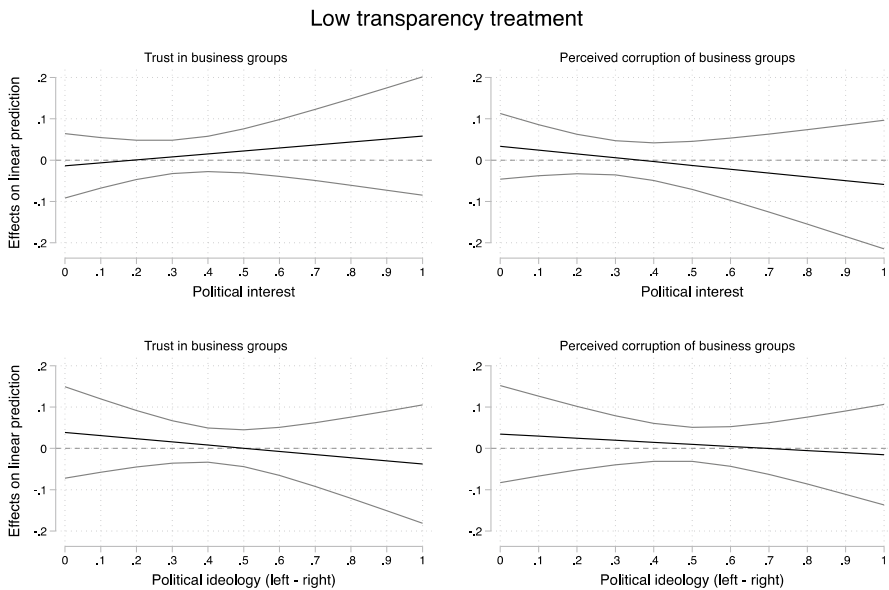 Low transparency treatment
Trust in business groups
Effects on linear prediction
.2
.1
0
-.1
-.2
0 .1 .2 .3 .4 .5 .6 .7 .8 .9 1
Political interest
Perceived corruption of business groups
.2
.1
0
-.1
-.2
0 .1 .2 .3 .4 .5 .6 .7 .8 .9 1
Political interest
Trust in business groups
Effects on linear prediction
.2
.1
0
-.1
-.2
0 .1 .2 .3 .4 .5 .6 .7 .8 .9 1
Political ideology (left - right)
Perceived corruption of business groups
.2
.1
0
-.1
-.2
0 .1 .2 .3 .4 .5 .6 .7 .8 .9 1
Political ideology (left - right)